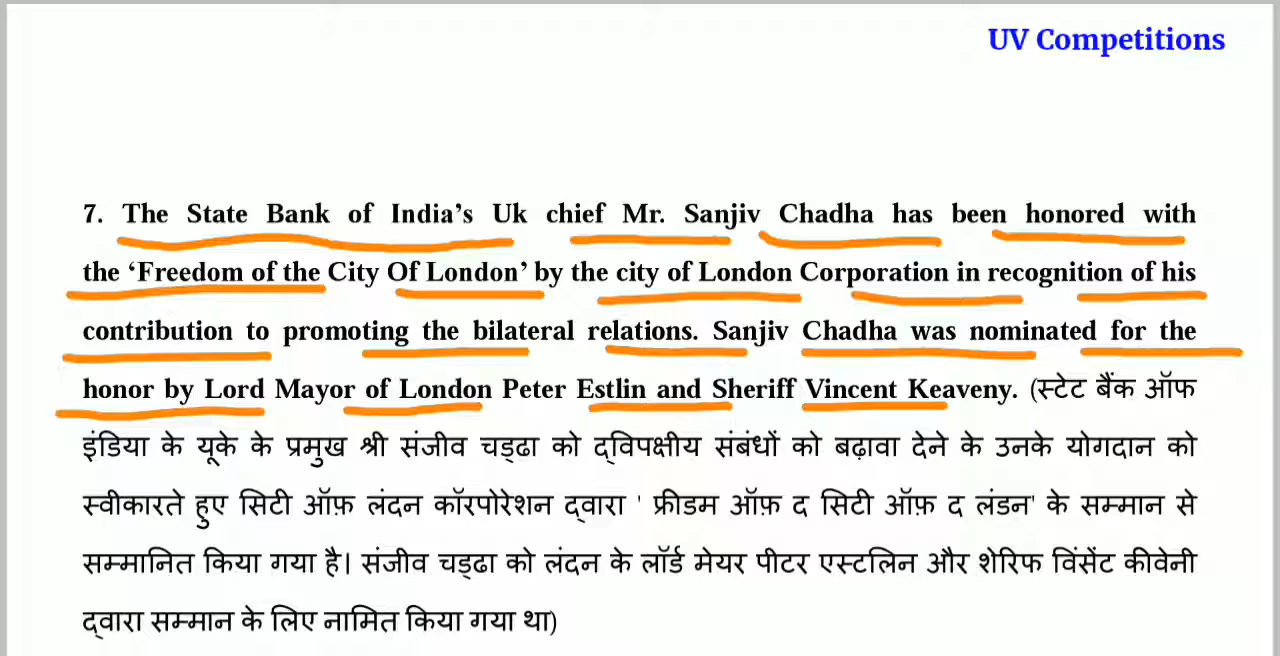 UV Competitions
7. The State Bank of India’s Uk chief Mr. Sanjiv Chadha has been honored with
the ‘Freedom of the City Of London’ by the city of London Corporation in recognition of his
contribution to promoting the bilateral relations. Sanjiv Chadha was nominated for the
honor by Lord Mayor of London Peter Estlin and Sheriff Vincent Keaveny. (स्टेट बैंक ऑफ
इंडिया के यूके के प्रमुख श्री संजीव चड्ढा को द्विपक्षीय संबंधों को बढ़ावा देने के उनके योगदान को
स्वीकारते हुए सिटी ऑफ़ लंदन कॉरपोरेशन द्वारा ' फ्रीडम ऑफ़ द सिटी ऑफ़ द लंडन' के सम्मान से
सम्मानित किया गया है। संजीव चड्ढा को लंदन के लॉर्ड मेयर पीटर एस्टलिन और शेरिफ विंसेंट कीवेनी
द्वारा सम्मान के लिए नामित किया गया था)